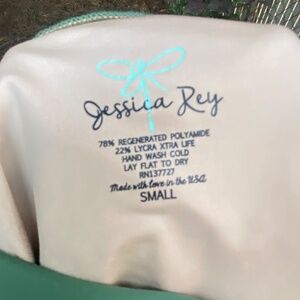 Jessica Rey
78% REGENERATED POLYAMIDE
22% LYCRA XTRA LIFE
HAND WASH COLD
LAY FLAT TO DRY
RN137727
Made with love in the USA
SMALL